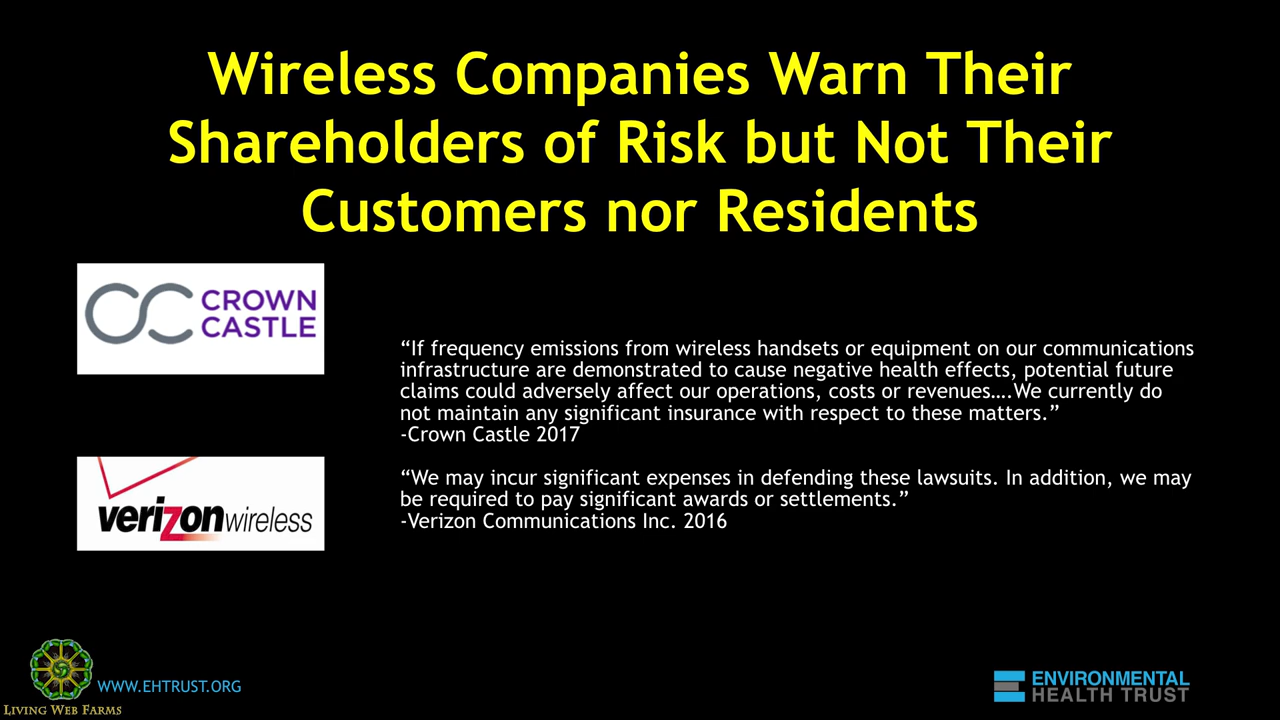 Wireless Companies Warn Their
Shareholders of Risk but Not Their
Customers nor Residents
CROWN
CASTLE
“If frequency emissions from wireless handsets or equipment on our communications
infrastructure are demonstrated to cause negative health effects, potential future
claims could adversely affect our operations, costs or revenues….We currently do
not maintain any significant insurance with respect to these matters.”
-Crown Castle 2017
verizonwireless
“We may incur significant expenses in defending these lawsuits. In addition, we may
be required to pay significant awards or settlements.”
-Verizon Communications Inc. 2016
WWW.EHTRUST.ORG
LIVING WEB FARMS
ENVIRONMENTAL
HEALTH TRUST